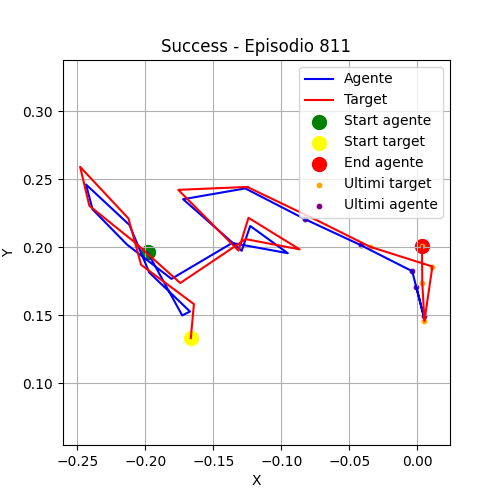 Success - Episodio 811
Agente
Target
Start agente
Start target
End agente
Ultimi target
Ultimi agente
Y
0.30
0.25
0.20
0.15
0.10
−0.25
−0.20
−0.15
−0.10
−0.05
0.00
X